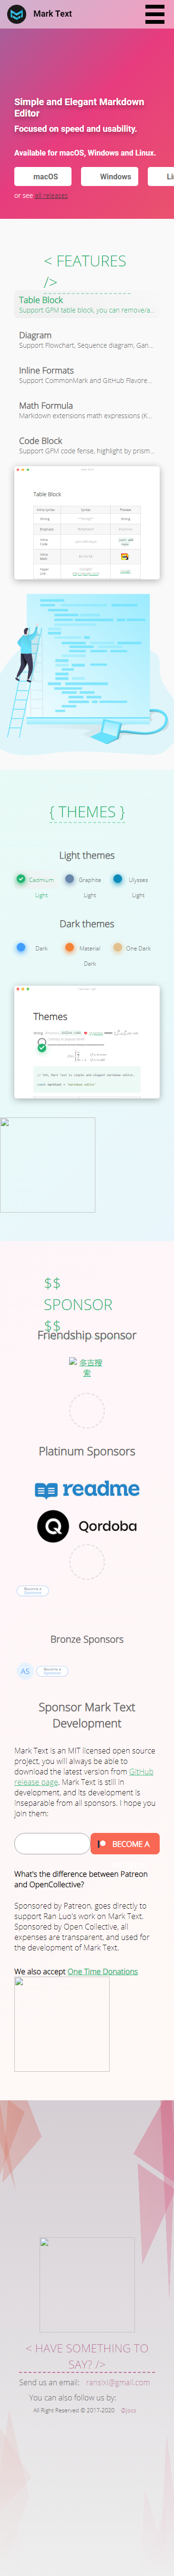 Mark Text
Simple and Elegant Markdown
Editor
Focused on speed and usability.
Available for macOS, Windows and Linux.
macOS
Windows
or see all releases
< FEATURES
/>
Table Block
Support GPM table block, you can remove/a...
Diagram
Support Flowchart, Sequence diagram, Gan...
Inline Formats
Support CommonMark and GitHub Flavore...
Math Formula
Markdown extensions math expressions (K...
Code Block
Support GPM code fense, highlight by prism...
Table Block
{ THEMES }
Light themes
Cadmium
Light
Graphite
Light
Ulysses
Light
Dark themes
Dark
Material
Dark
One Dark
Themes
$$
SPONSOR
$$
Friendship sponsor
多吉搜
索
Platinum Sponsors
readme
Qordoba
Become a
Sponsor
Bronze Sponsors
AS
Become a
Sponsor
Sponsor Mark Text
Development
Mark Text is an MIT licensed open source
project, you will always be able to
download the latest version from GitHub
release page. Mark Text is still in
development, and its development is
inseparable from all sponsors. I hope you
join them:
BECOME A
What's the difference between Patreon
and OpenCollective?
Sponsored by Patreon, goes directly to
support Ran Luo's work on Mark Text.
Sponsored by Open Collective, all
expenses are transparent, and used for
the development of Mark Text.
We also accept One Time Donations
< HAVE SOMETHING TO
SAY? />
Send us an email: ransixi@gmail.com
You can also follow us by:
All Right Reserved © 2017-2020 @Jocs